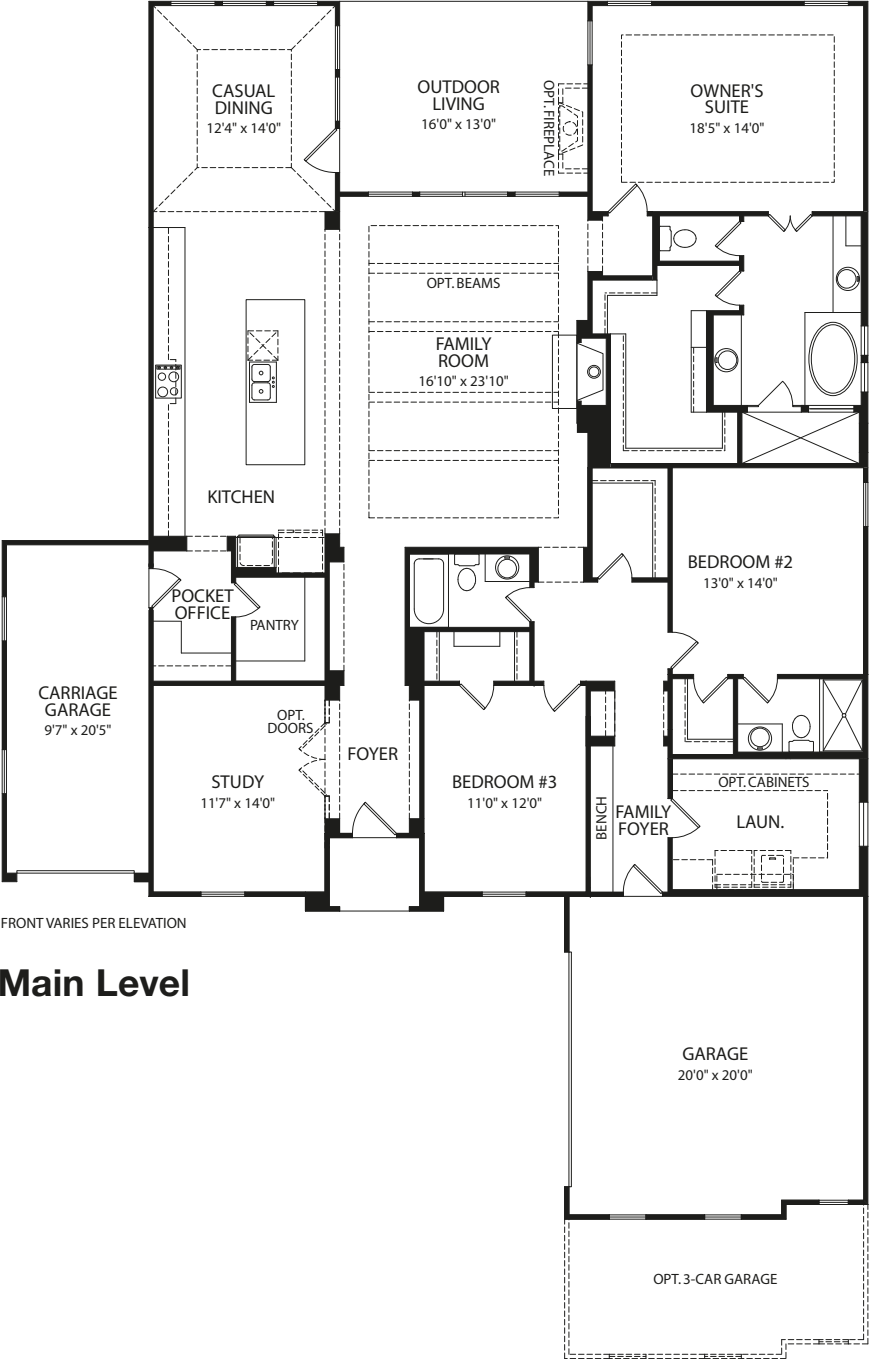 CASUAL
DINING
12'4" x 14'0"
OUTDOOR
LIVING
16'0" x 13'0"
OPT. FIREPLACE
OWNER'S
SUITE
18'5" x 14'0"
OPT. BEAMS
FAMILY
ROOM
16'10" x 23'10"
KITCHEN
BEDROOM #2
13'0" x 14'0"
POCKET
OFFICE
PANTRY
CARRIAGE
GARAGE
9'7" x 20'5"
OPT.
DOORS
STUDY
11'7" x 14'0"
FOYER
BEDROOM #3
11'0" x 12'0"
BENCH
FAMILY
FOYER
OPT. CABINETS
LAUN.
FRONT VARIES PER ELEVATION
Main Level
GARAGE
20'0" x 20'0"
OPT. 3-CAR GARAGE